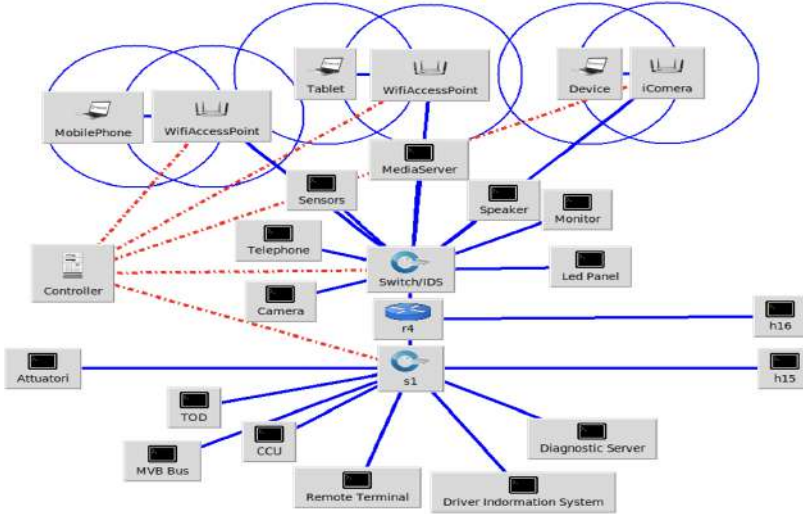 Tablet
WifiAccessPoint
Device
iComera
MobilePhone
WifiAccessPoint
MediaServer
Sensors
Speaker
Monitor
Telephone
Controller
Switch/IDS
Led Panel
Camera
r4
h16
Attuatori
s1
h15
TOD
CCU
Diagnostic Server
MVB Bus
Remote Terminal
Driver Indormation System